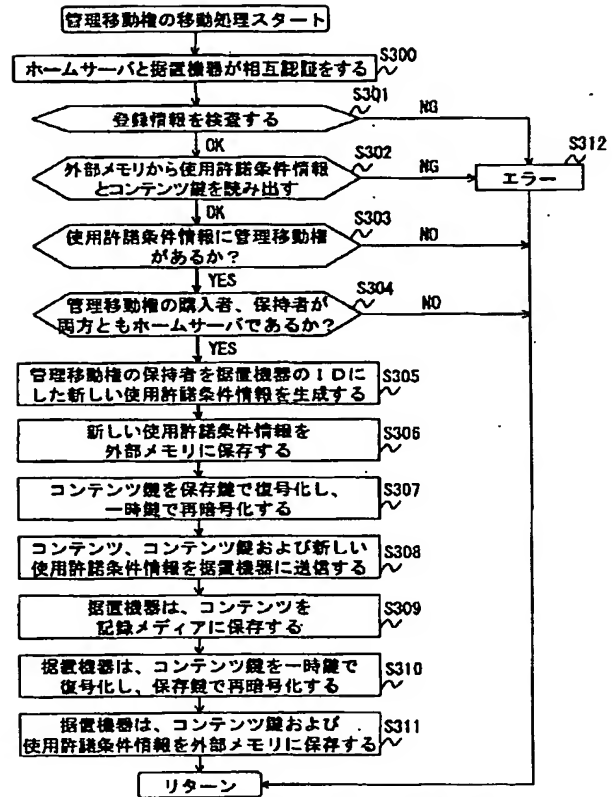 管理移動権の移動処理スタート
ホームサーバと据置機器が相互認証をする
S300
登録情報を検査する
S301
NG
OK
外部メモリから使用許諾条件情報
とコンテンツ鍵を読み出す
S302
NG
エラー
S312
OK
使用許諾条件情報に管理移動権
があるか?
S303
NO
YES
管理移動権の購入者、保持者が
両方ともホームサーバであるか?
S304
NO
YES
管理移動権の保持者を据置機器のIDに
した新しい使用許諾条件情報を生成する
S305
新しい使用許諾条件情報を
外部メモリに保存する
S306
コンテンツ鍵を保存鍵で復号化し、
一時鍵で再暗号化する
S307
コンテンツ、コンテンツ鍵および新しい
使用許諾条件情報を据置機器に送信する
S308
据置機器は、コンテンツを
記録メディアに保存する
S309
据置機器は、コンテンツ鍵を一時鍵で
復号化し、保存鍵で再暗号化する
S310
据置機器は、コンテンツ鍵および
使用許諾条件情報を外部メモリに保存する
S311
リターン